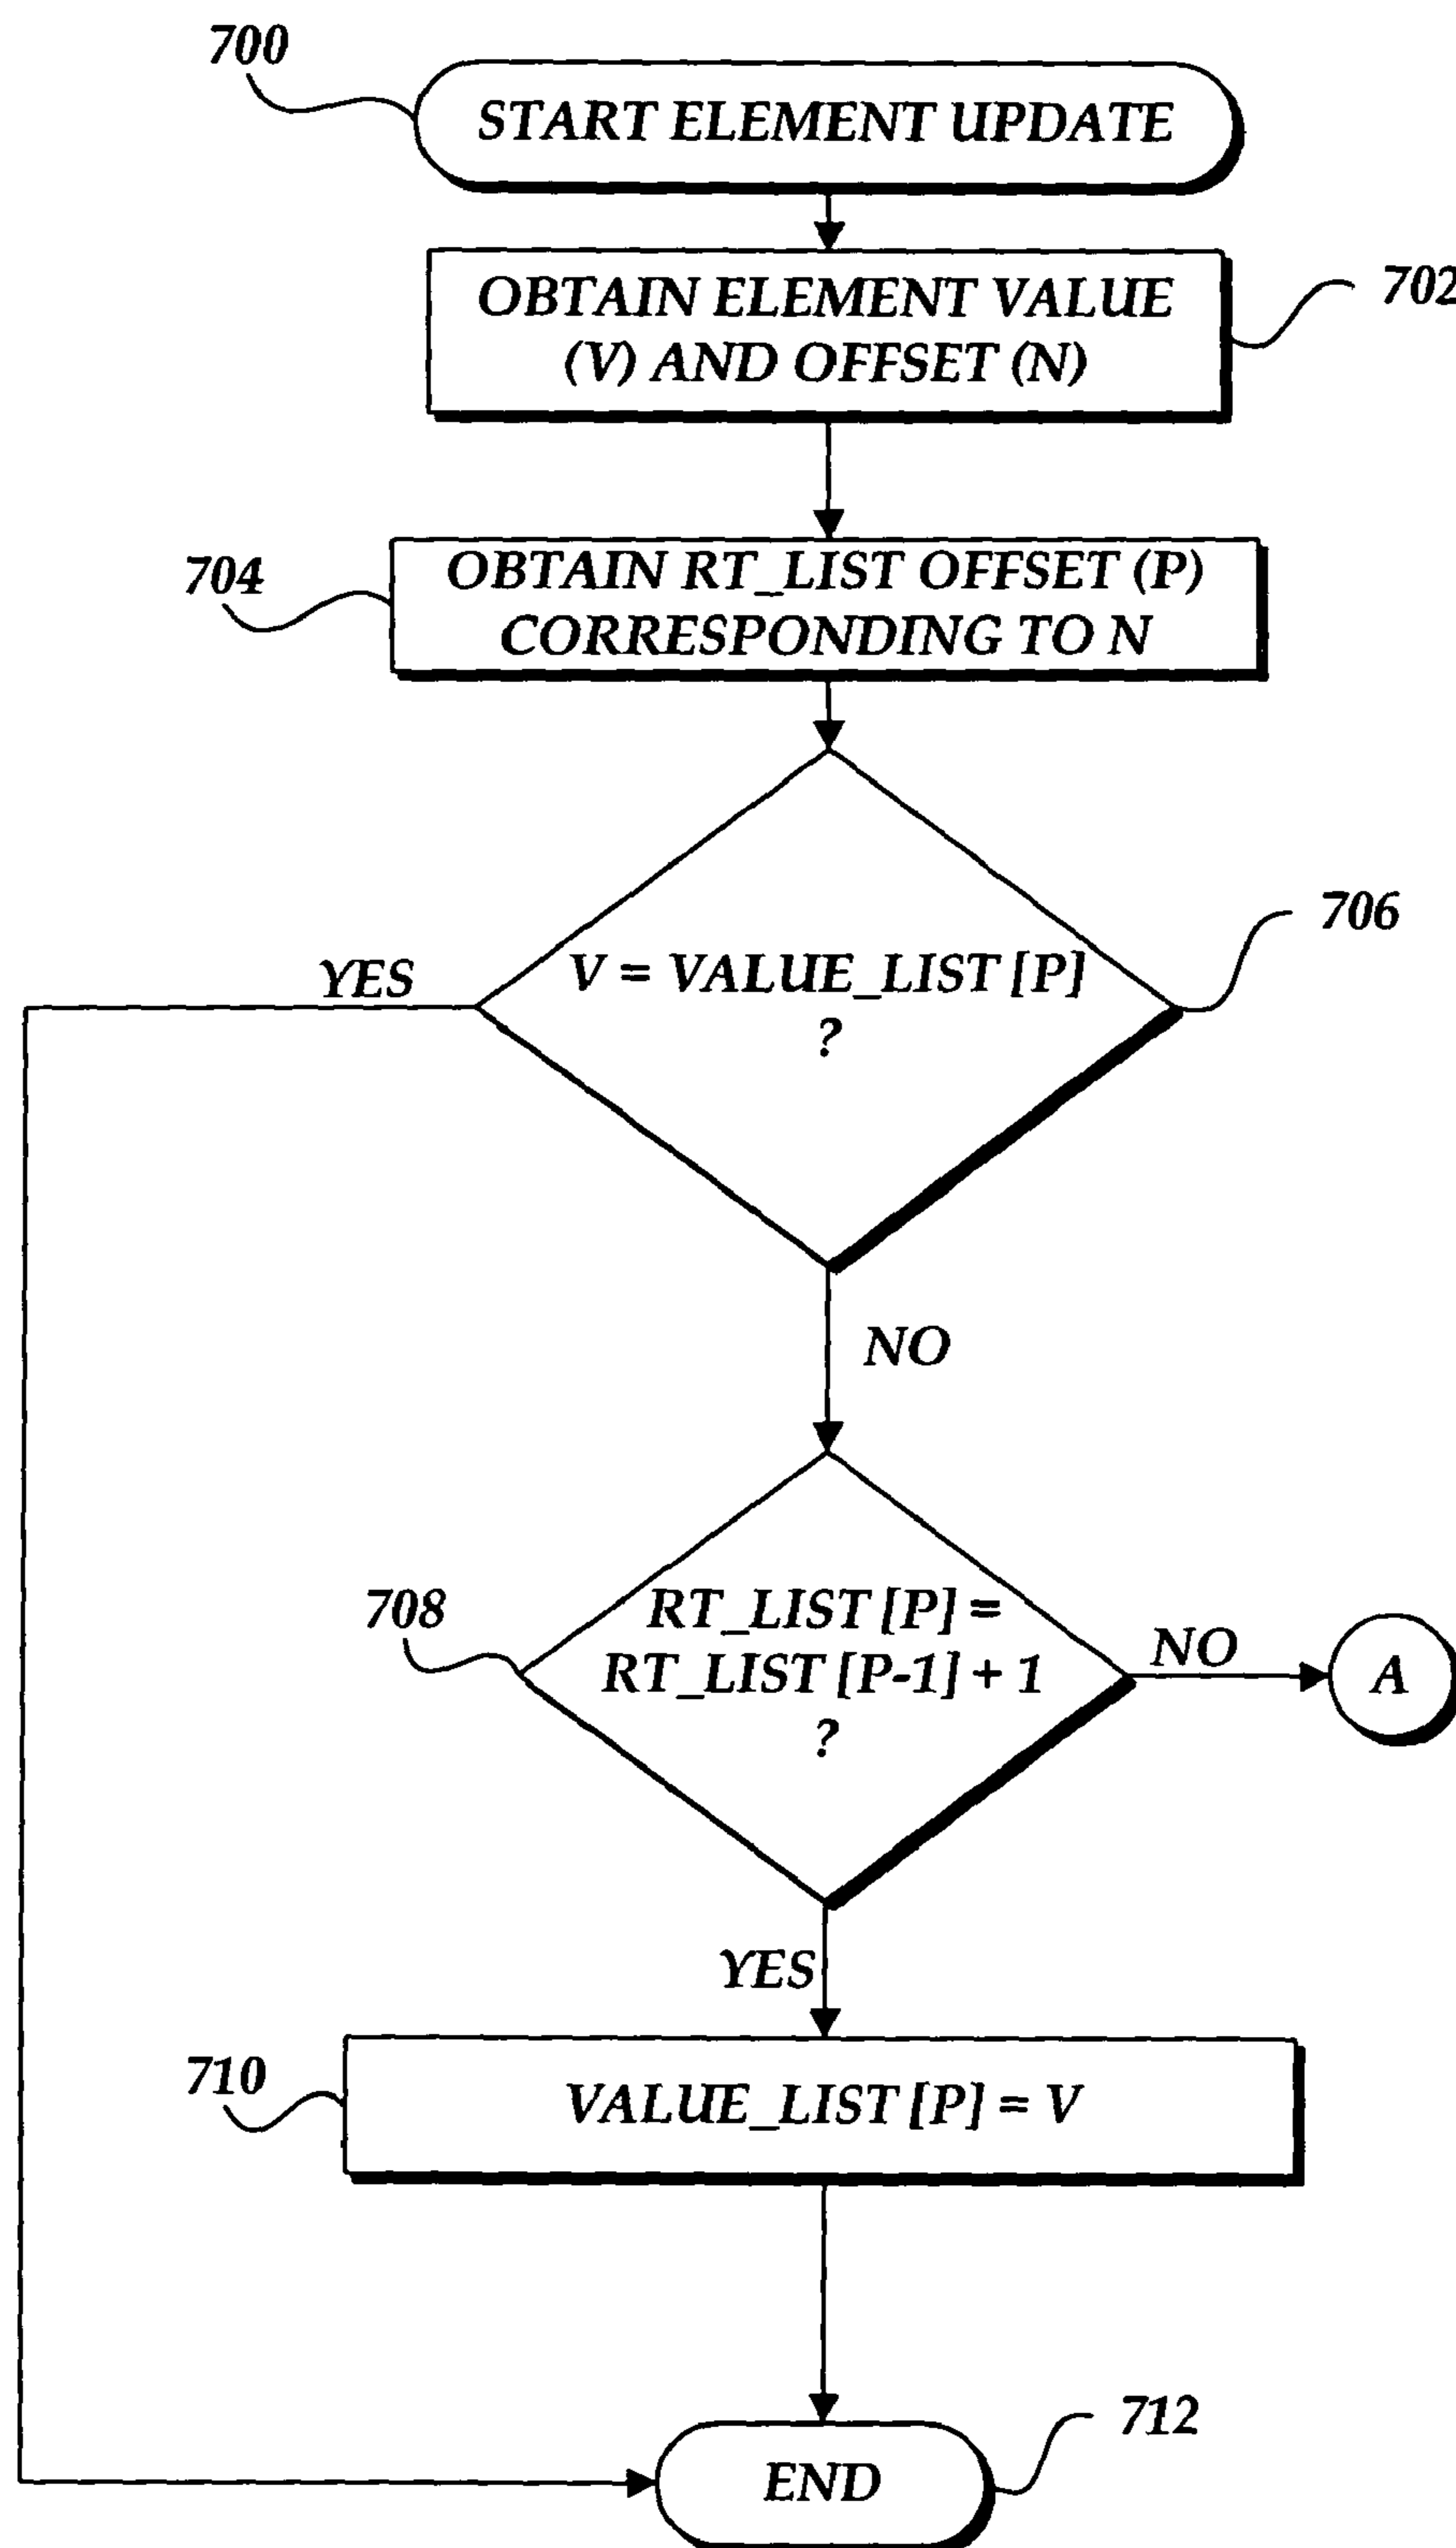 700
START ELEMENT UPDATE
OBTAIN ELEMENT VALUE
(V) AND OFFSET (N)
702
704
OBTAIN RT_LIST OFFSET (P)
CORRESPONDING TO N
706
V = VALUE_LIST [P]
?
YES
NO
708
RT_LIST [P] =
RT_LIST [P-1] + 1
?
NO
A
YES
710
VALUE_LIST [P] = V
712
END